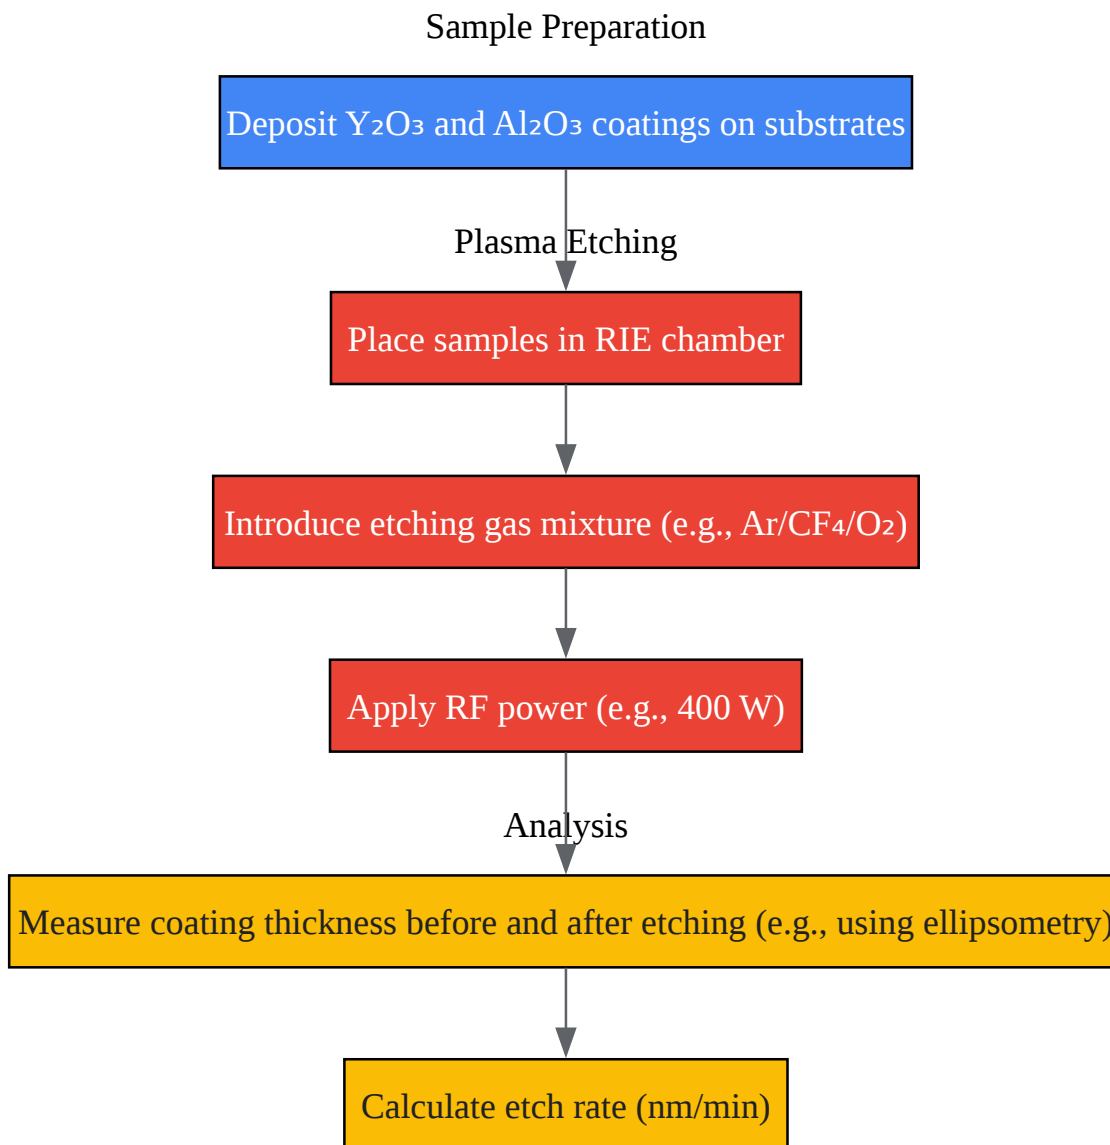 Sample Preparation
Deposit Y₂O₃ and Al₂O₃ coatings on substrates
Plasma Etching
Place samples in RIE chamber
Introduce etching gas mixture (e.g., Ar/CF₄/O₂)
Apply RF power (e.g., 400 W)
Analysis
Measure coating thickness before and after etching (e.g., using ellipsometry)
Calculate etch rate (nm/min)